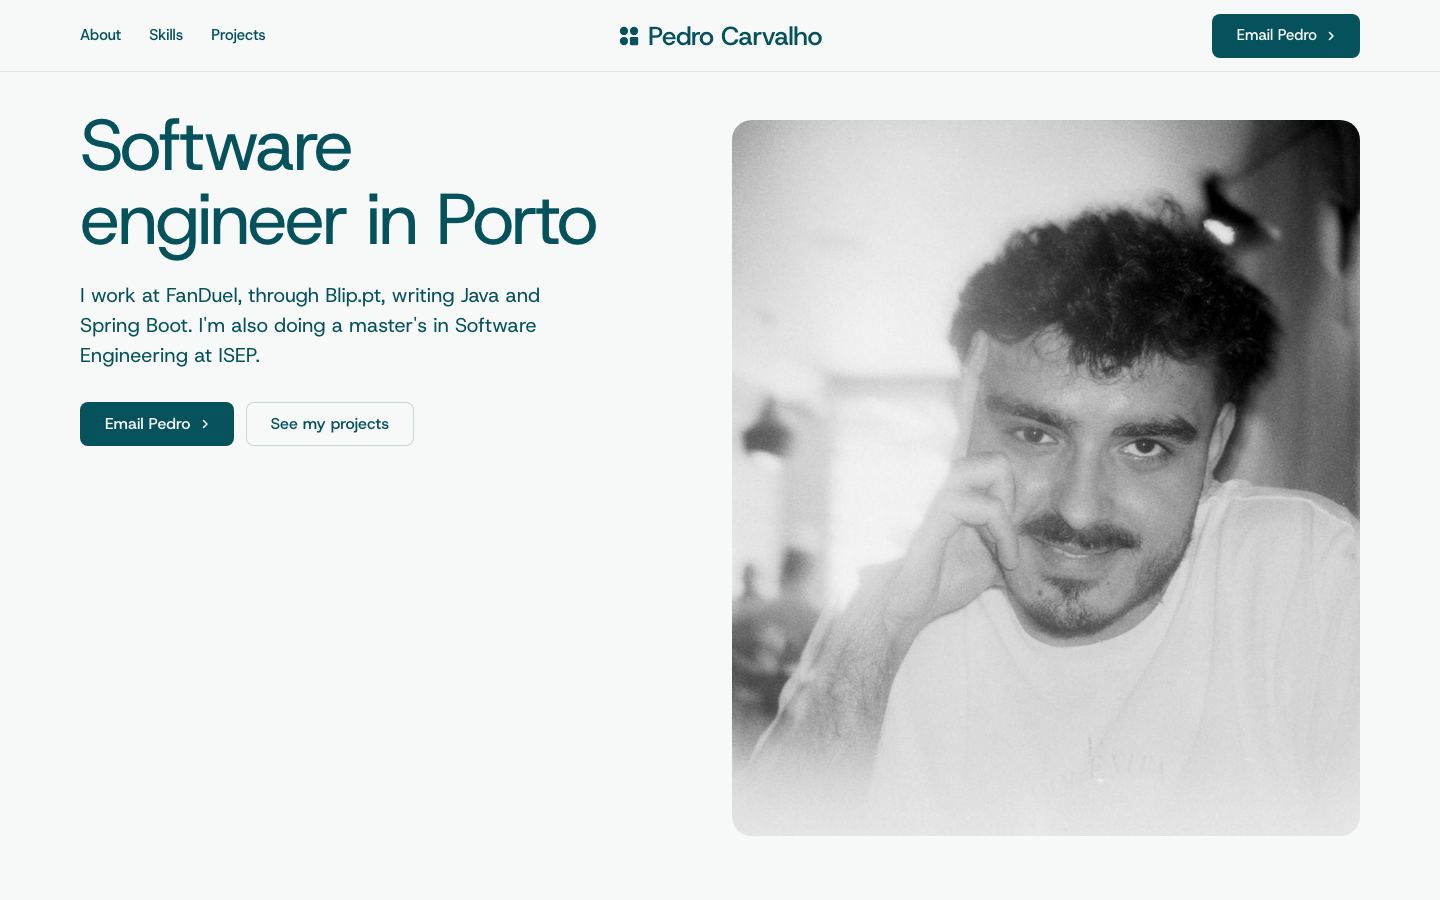 About
Skills
Projects
Pedro Carvalho
Email Pedro
Software
engineer in Porto
I work at FanDuel, through Blip.pt, writing Java and
Spring Boot. I'm also doing a master's in Software
Engineering at ISEP.
Email Pedro
See my projects